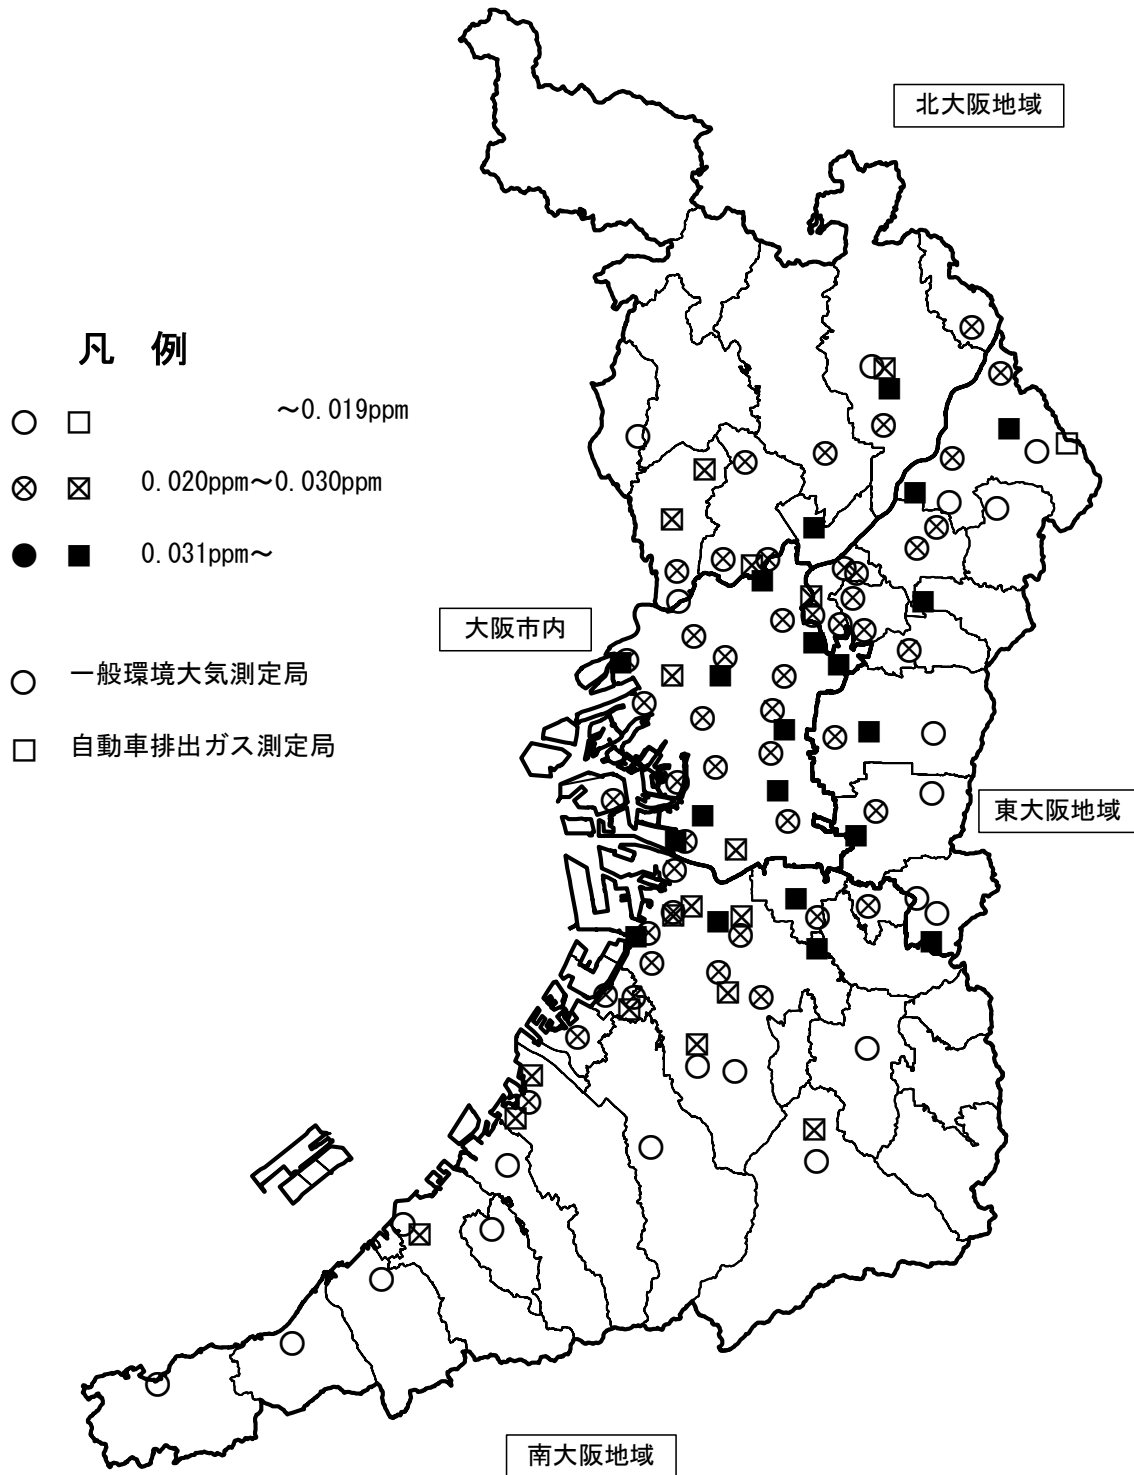 北大阪地域
凡 例
～0.019ppm
0.020ppm～0.030ppm
0.031ppm～
大阪市内
一般環境大気測定局
自動車排出ガス測定局
東大阪地域
南大阪地域